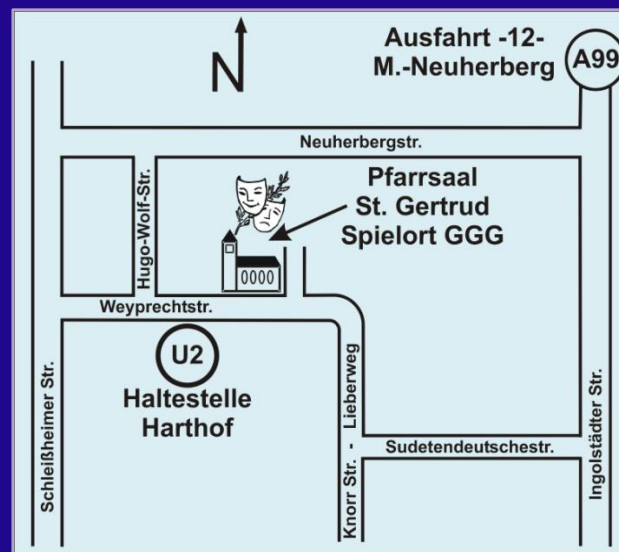 N
Ausfahrt -12-
M.-Neuherberg
A99
Neuherbergstr.
Hugo-Wolf-Str.
Pfarrsaal
St. Gertrud
Spielort GGG
Weyprechtstr.
U2
Haltestelle
Harthof
Schleißheimer Str.
Knorr Str. - Lieberweg
Sudetendeutschestr.
Ingolstädter Str.